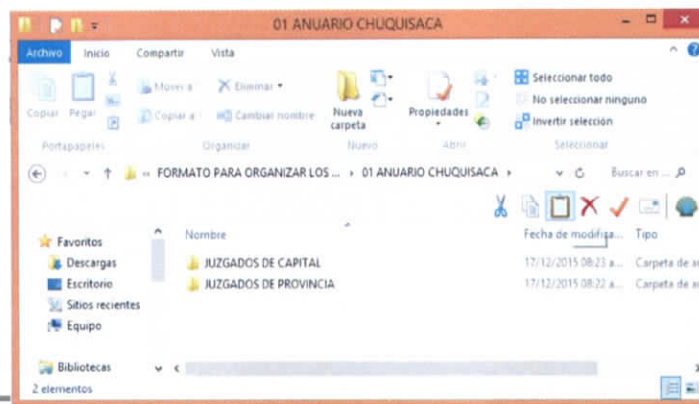 01 ANUARIO CHUQUISACA
Archivo Inicio Compartir Vista
Copiar Pegar Mover a Eliminar Nueva carpeta Propiedades Seleccionar todo
Copiar a Cambiar nombre No seleccionar ninguno
Invertir selección
Portapapeles Organizar Nuevo Abrir Seleccionar
« FORMATO PARA ORGANIZAR LOS ... › 01 ANUARIO CHUQUISACA › Buscar en ...
Favoritos Nombre Fecha de modifica... Tipo
Descargas JUZGADOS DE CAPITAL 17/12/2015 08:23 a... Carpeta de ar
Escritorio JUZGADOS DE PROVINCIA 17/12/2015 08:22 a... Carpeta de ar
Sitios recientes
Equipo
Bibliotecas
2 elementos